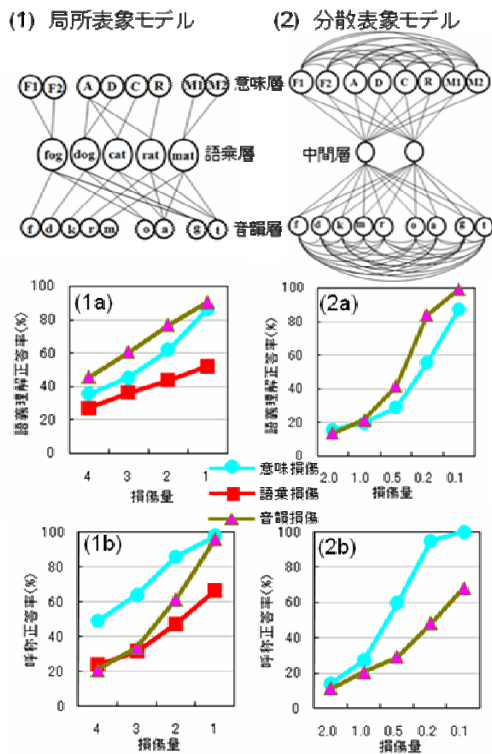 (1) 局所表象モデル
(2) 分散表象モデル
F1 F2 A D C R M1 M2 意味層 F1 F2 A D C R M1 M2
fog dog cat rat mat 語彙層 中間層
f d k r m o a g t 音韻層 f d k m r o a g t
(1a)
語義理解正答率(%)
100
80
60
40
20
0
4 3 2 1
損傷量
(2a)
語義理解正答率(%)
100
80
60
40
20
0
2.0 1.0 0.5 0.2 0.1
損傷量
意味損傷
語彙損傷
音韻損傷
(1b)
呼称正答率(%)
100
80
60
40
20
0
4 3 2 1
損傷量
(2b)
呼称正答率(%)
100
80
60
40
20
0
2.0 1.0 0.5 0.2 0.1
損傷量